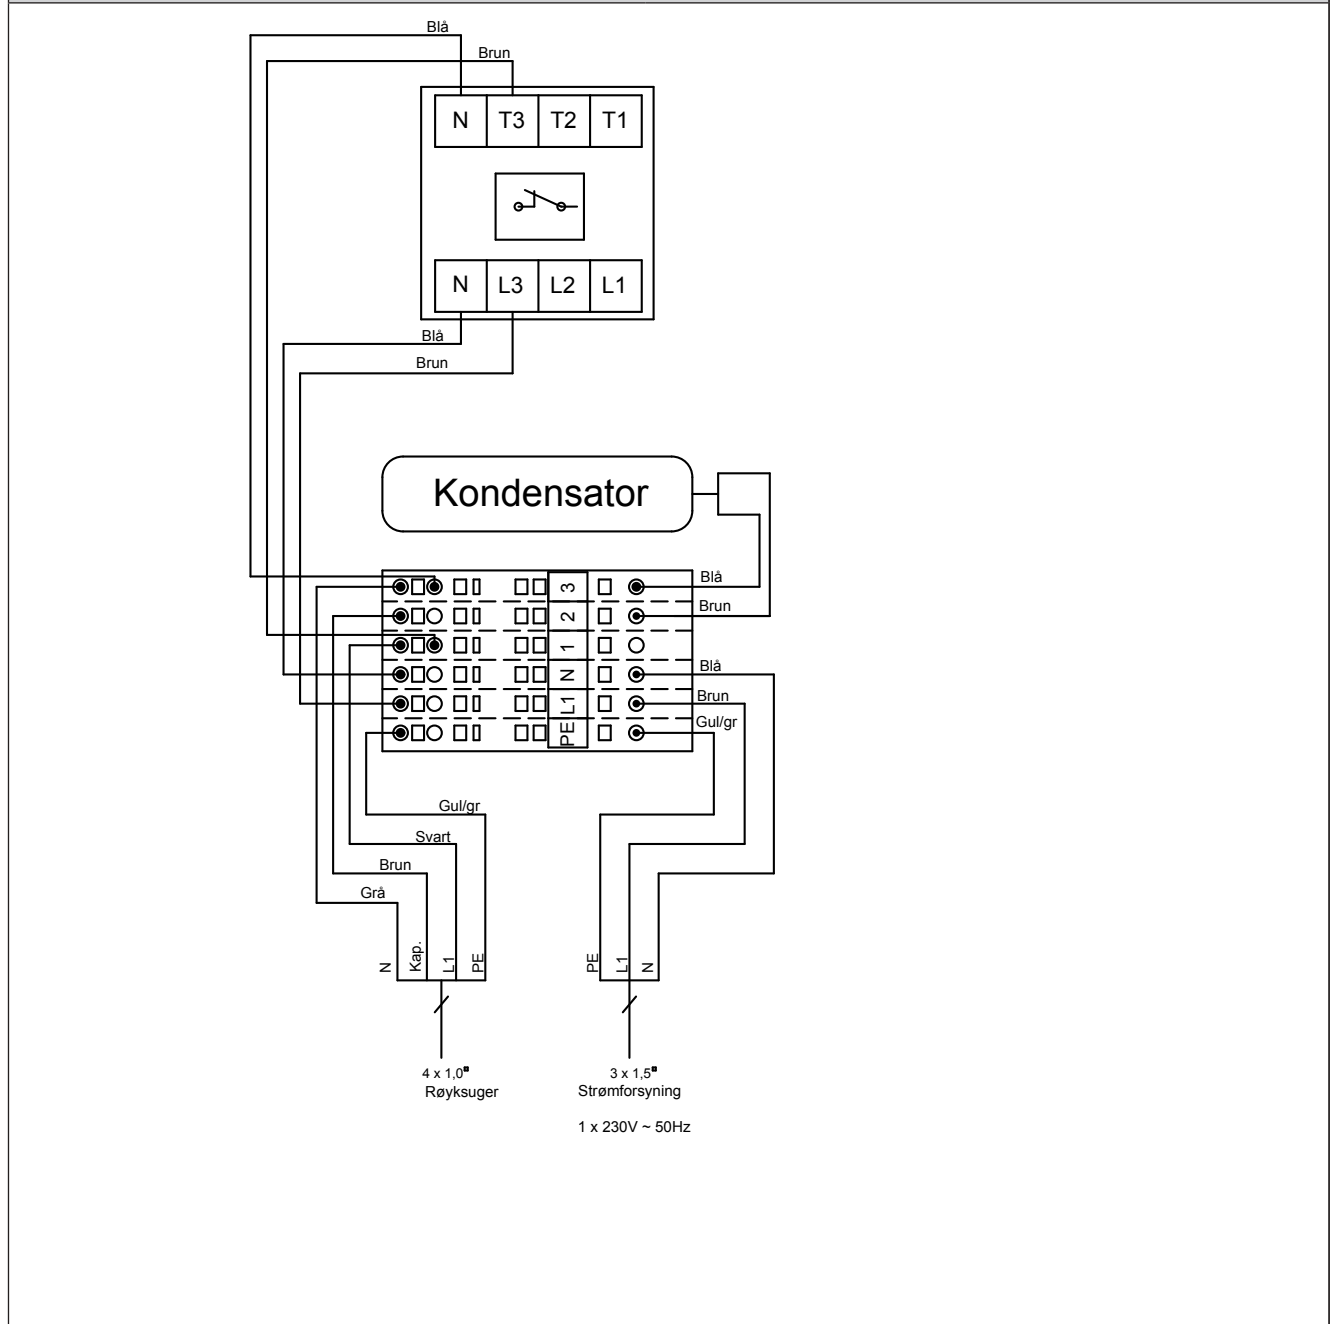 Blå
Brun
N T3 T2 T1
N L3 L2 L1
Blå
Brun
Kondensator
3 Blå
2 Brun
1
N Blå
L1 Brun
PE Gul/gr
Gul/gr
Svart
Brun
Grå
N Kap. L1 PE
PE L1 N
4 x 1,0¤
Røyksuger
3 x 1,5¤
Strømforsyning
1 x 230V ~ 50Hz